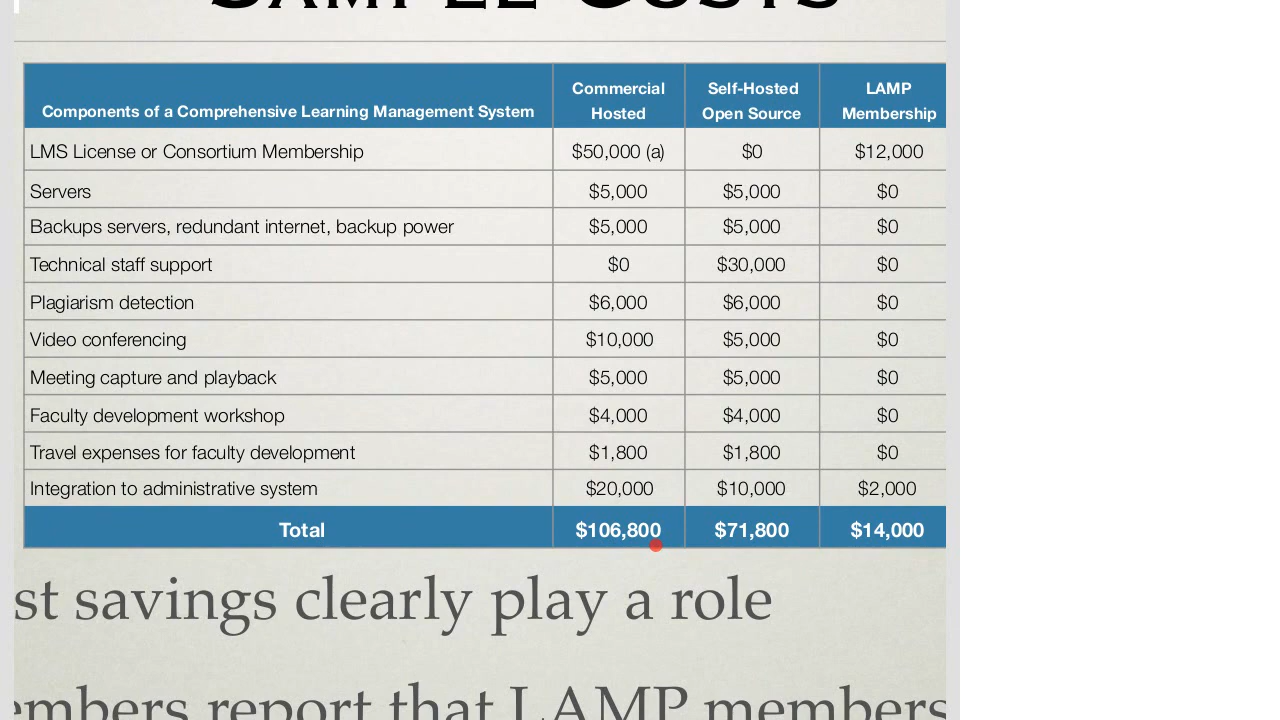 SAMPLE COSTS
Components of a Comprehensive Learning Management System Commercial Hosted Self-Hosted Open Source LAMP Membership
LMS License or Consortium Membership $50,000 (a) $0 $12,000
Servers $5,000 $5,000 $0
Backups servers, redundant internet, backup power $5,000 $5,000 $0
Technical staff support $0 $30,000 $0
Plagiarism detection $6,000 $6,000 $0
Video conferencing $10,000 $5,000 $0
Meeting capture and playback $5,000 $5,000 $0
Faculty development workshop $4,000 $4,000 $0
Travel expenses for faculty development $1,800 $1,800 $0
Integration to administrative system $20,000 $10,000 $2,000
Total $106,800 $71,800 $14,000
st savings clearly play a role
embers report that LAMP members